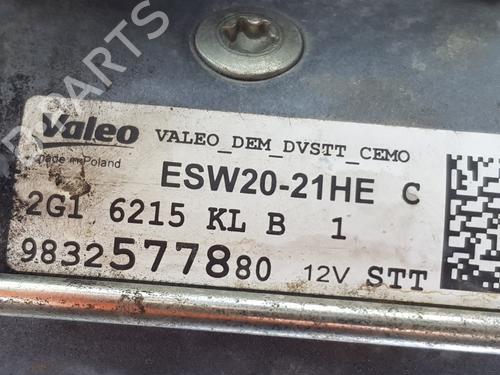 Valeo VALEO_DEM_DVSTT_CEMO
made in Poland
ESW20-21HE C
2G1 6215 KL B 1
9832577880 12V STT